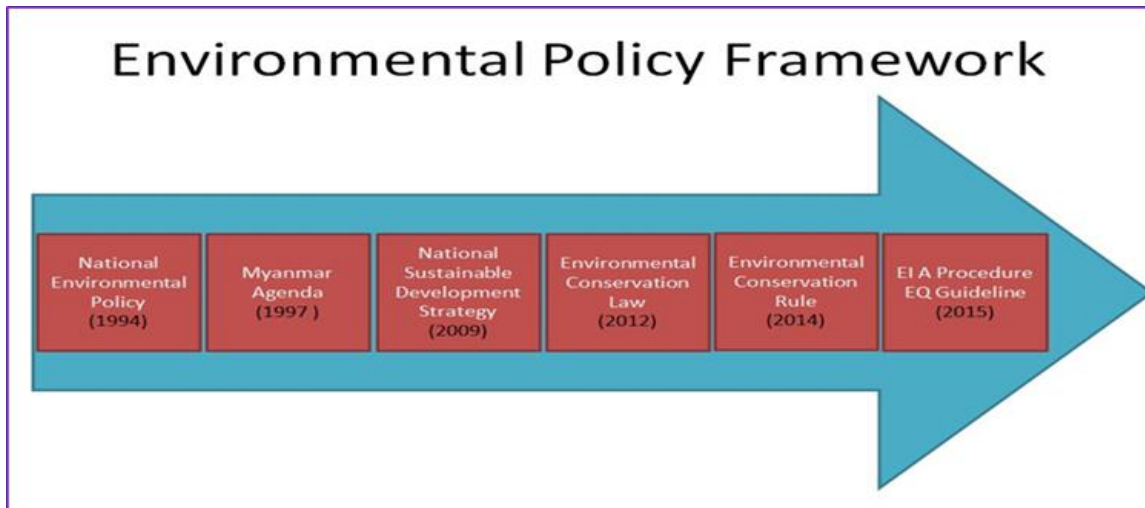 Environmental Policy Framework
National
Environmental
Policy
(1994)
Myanmar
Agenda
(1997 )
National
Sustainable
Development
Strategy
(2009)
Environmental
Conservation
Law
(2012)
Environmental
Conservation
Rule
(2014)
EI A Procedure
EQ Guideline
(2015)